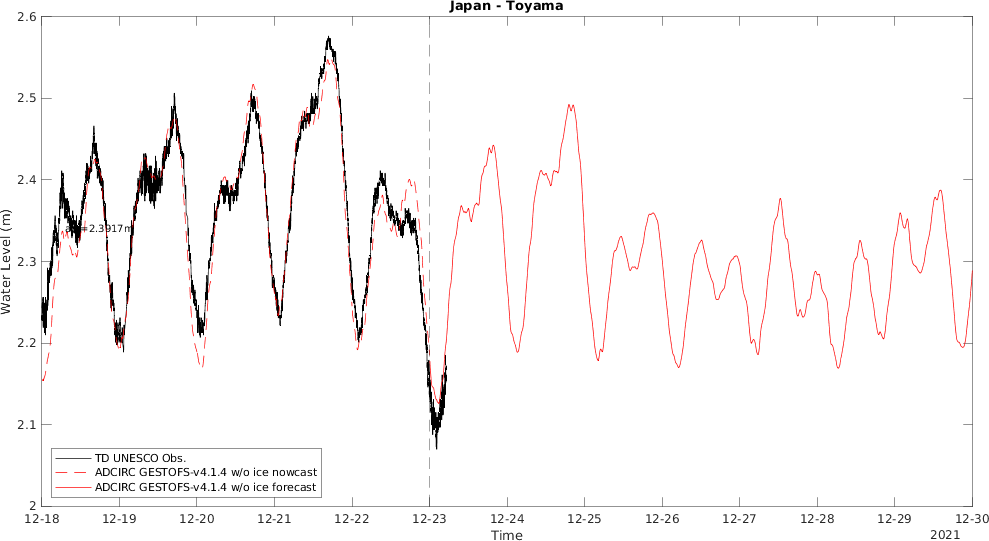 Japan - Toyama
2.6
2.5
2.4
2.3
2.2
2.1
2
Water Level (m)
=2.3917m
TD UNESCO Obs.
ADCIRC GESTOFS-v4.1.4 w/o ice nowcast
ADCIRC GESTOFS-v4.1.4 w/o ice forecast
12-18 12-19 12-20 12-21 12-22 12-23 12-24 12-25 12-26 12-27 12-28 12-29 12-30
Time
2021